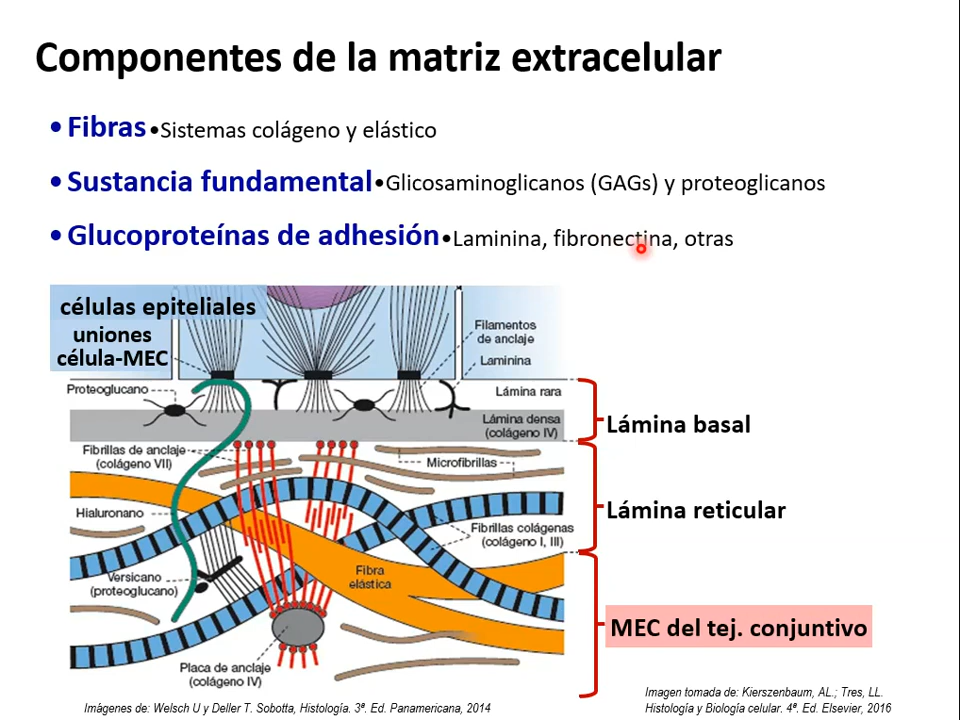 Componentes de la matriz extracelular
•Fibras •Sistemas colágeno y elástico
•Sustancia fundamental •Glicosaminoglicanos (GAGs) y proteoglicanos
•Glucoproteínas de adhesión •Laminina, fibronectina, otras
células epiteliales
uniones
célula-MEC
Filamentos
de anclaje
Laminina
Proteoglucano
Lámina rara
Lámina densa
(colágeno IV)
Lámina basal
Fibrillas de anclaje
(colágeno VII)
Microfibrillas
Hialuronano
Lámina reticular
Fibrillas colágenas
(colágeno I, III)
Versicano
(proteoglucano)
Fibra
elástica
MEC del tej. conjuntivo
Placa de anclaje
(colágeno IV)
Imagen tomada de: Kierszenbaum, AL.; Tres, LL.
Histología y Biología celular. 4ª. Ed. Elsevier, 2016
Imágenes de: Welsch U y Deller T. Sobotta, Histología. 3ª. Ed. Panamericana, 2014